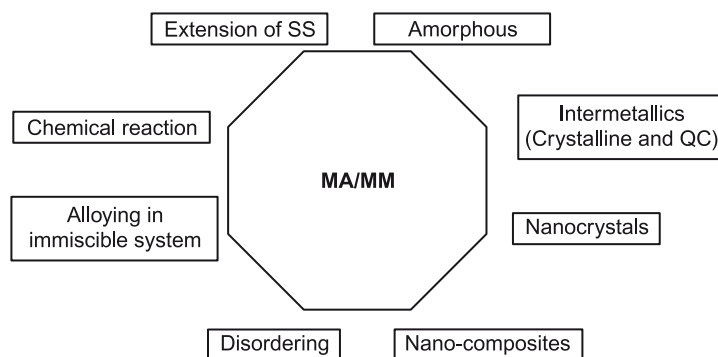 Extension of SS
Amorphous
Chemical reaction
Intermetallics
(Crystalline and QC)
MA/MM
Alloying in
immiscible system
Nanocrystals
Disordering
Nano-composites